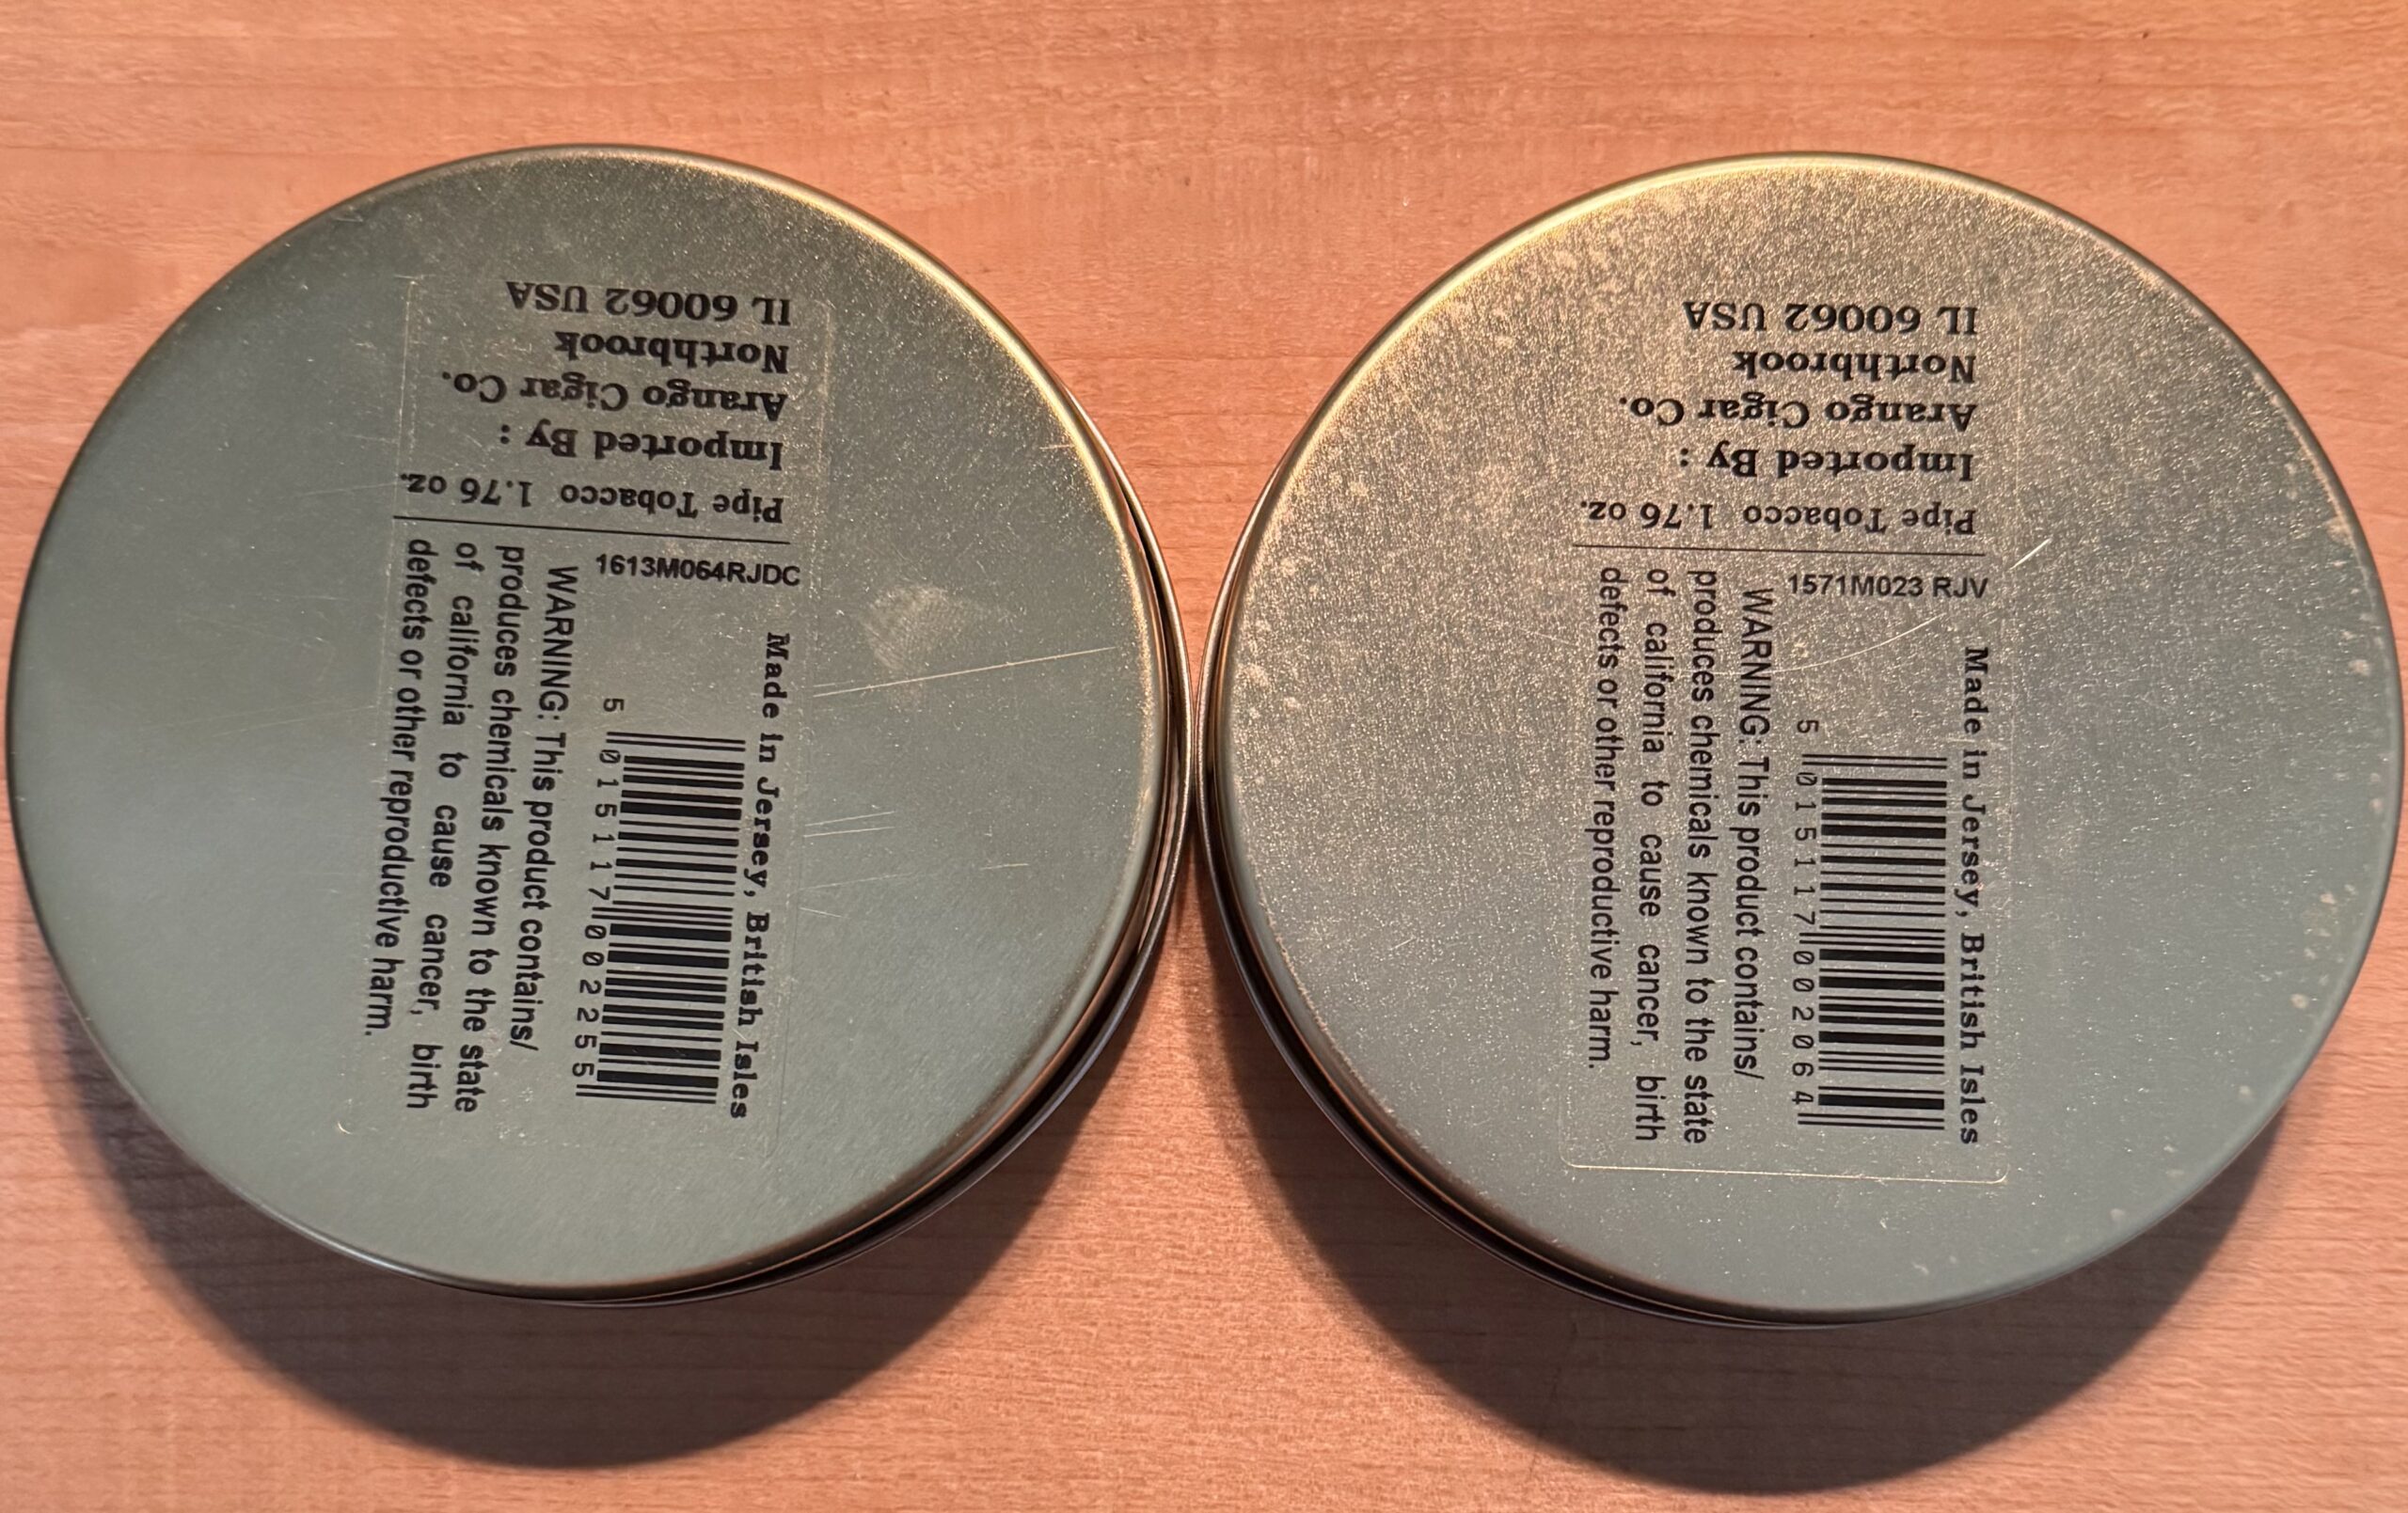 Pipe Tobacco 1.76 oz.
Imported By :
Arango Cigar Co.
Northbrook
IL 60062 USA
1613M064RJDC
Made in Jersey, British Isles
5 015117 002255
WARNING: This product contains/
produces chemicals known to the state
of california to cause cancer, birth
defects or other reproductive harm.
Pipe Tobacco 1.76 oz.
Imported By :
Arango Cigar Co.
Northbrook
IL 60062 USA
1571M023 RJV
Made in Jersey, British Isles
5 015117 002064
WARNING: This product contains/
produces chemicals known to the state
of california to cause cancer, birth
defects or other reproductive harm.